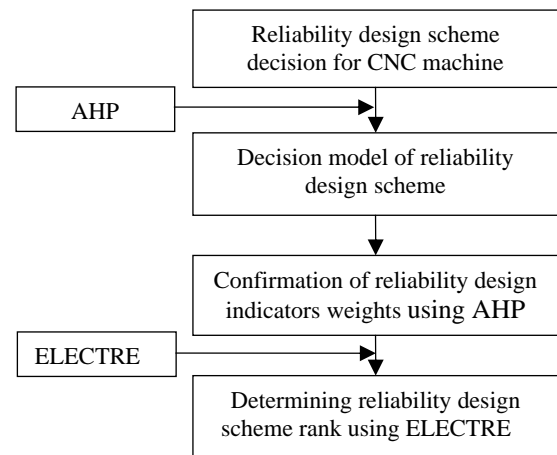 Reliability design scheme
decision for CNC machine
AHP
Decision model of reliability
design scheme
Confirmation of reliability design
indicators weights using AHP
ELECTRE
Determining reliability design
scheme rank using ELECTRE